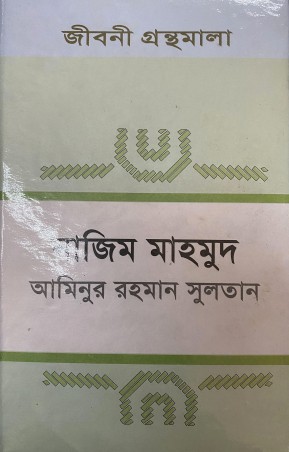 জীবনী গ্রন্থমালা
নাজিম মাহমুদ
আমিনুর রহমান সুলতান